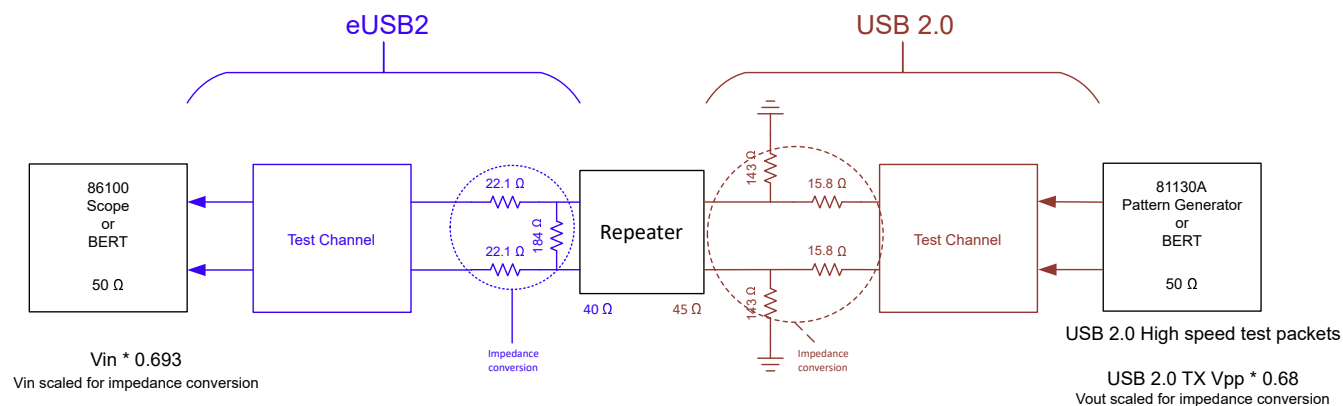 eUSB2
USB 2.0
86100
Scope
or
BERT
50 Ω
Test Channel
22.1 Ω
22.1 Ω
184 Ω
Impedance
conversion
Repeater
40 Ω
45 Ω
143 Ω
143 Ω
15.8 Ω
15.8 Ω
Impedance
conversion
Test Channel
81130A
Pattern Generator
or
BERT
50 Ω
USB 2.0 High speed test packets
Vin * 0.693
Vin scaled for impedance conversion
USB 2.0 TX Vpp * 0.68
Vout scaled for impedance conversion